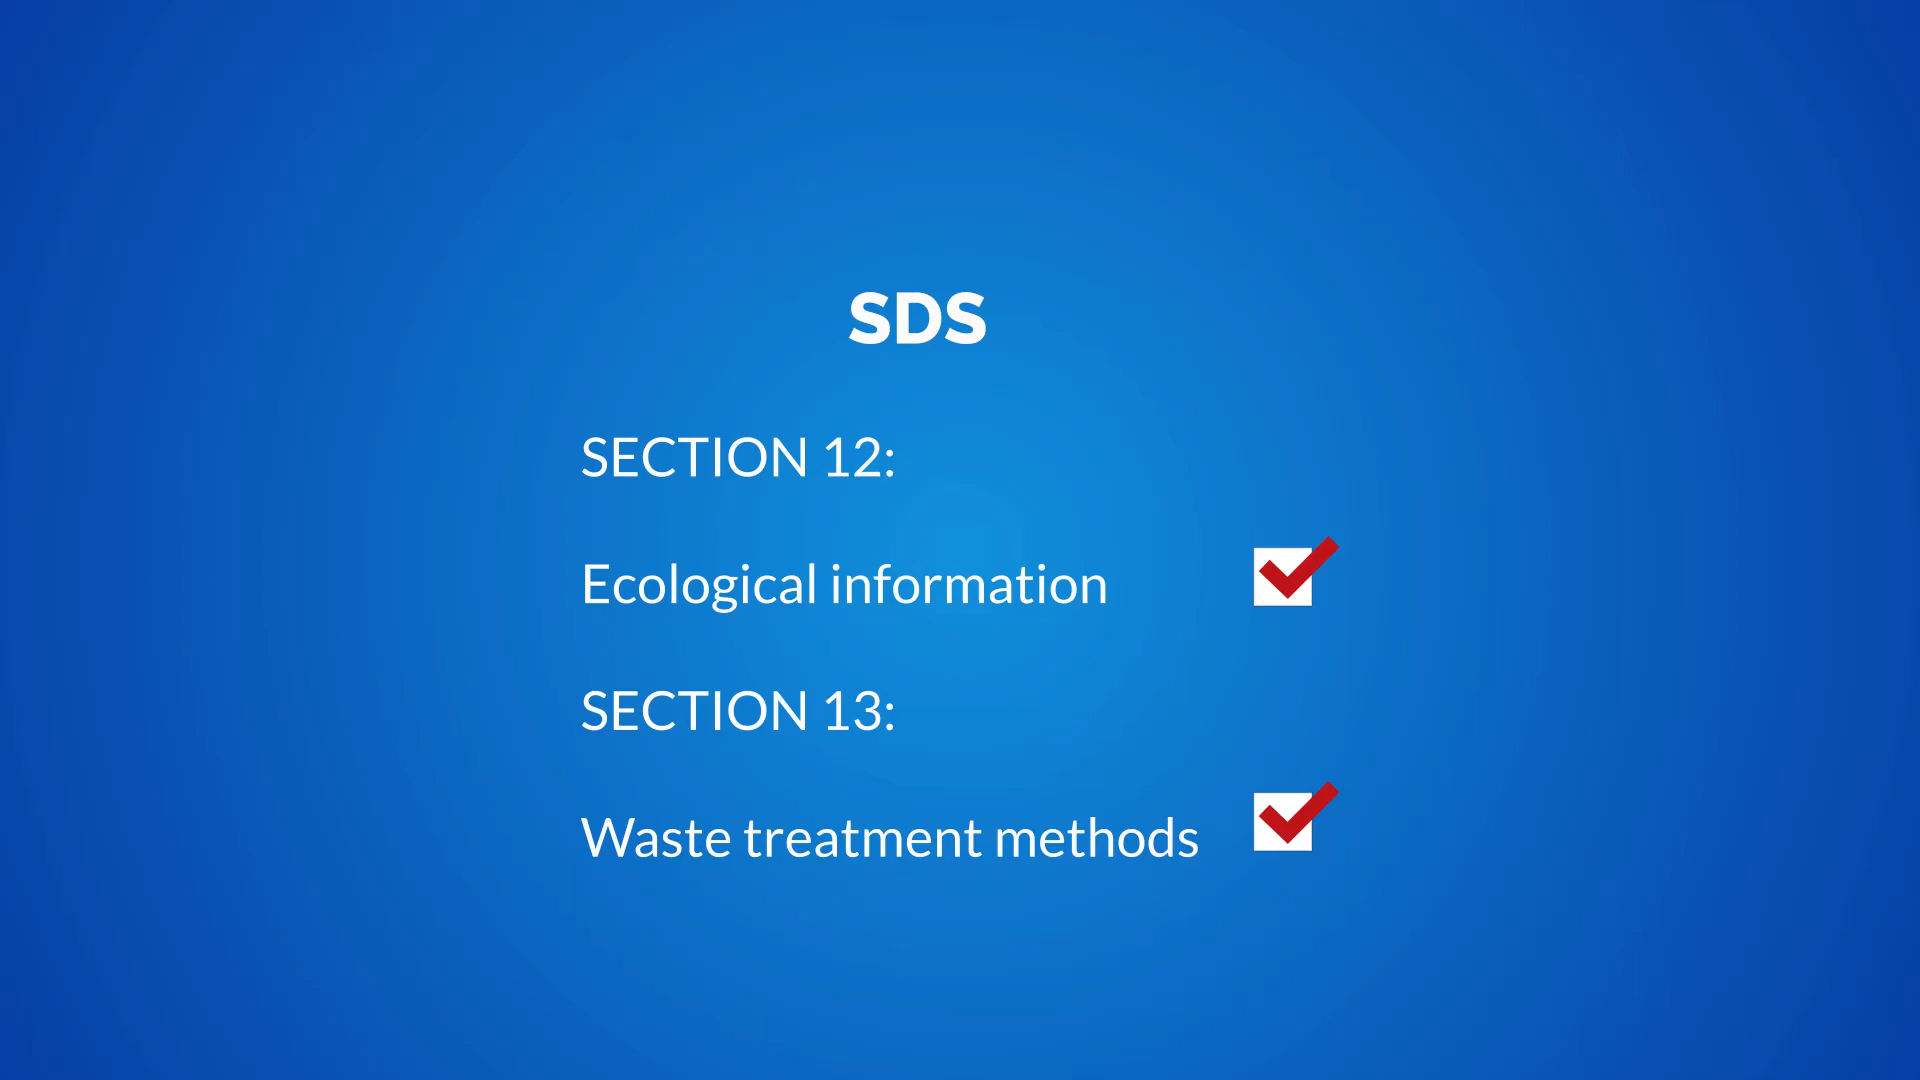 SDS
SECTION 12:
Ecological information
SECTION 13:
Waste treatment methods